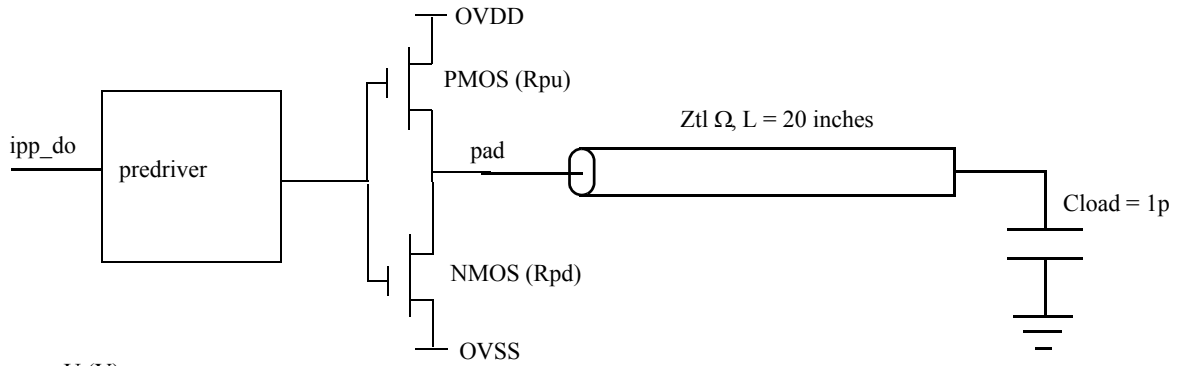 OVDD
PMOS (Rpu)
Ztl Ω, L = 20 inches
ipp_do
predriver
pad
Cload = 1p
NMOS (Rpd)
OVSS